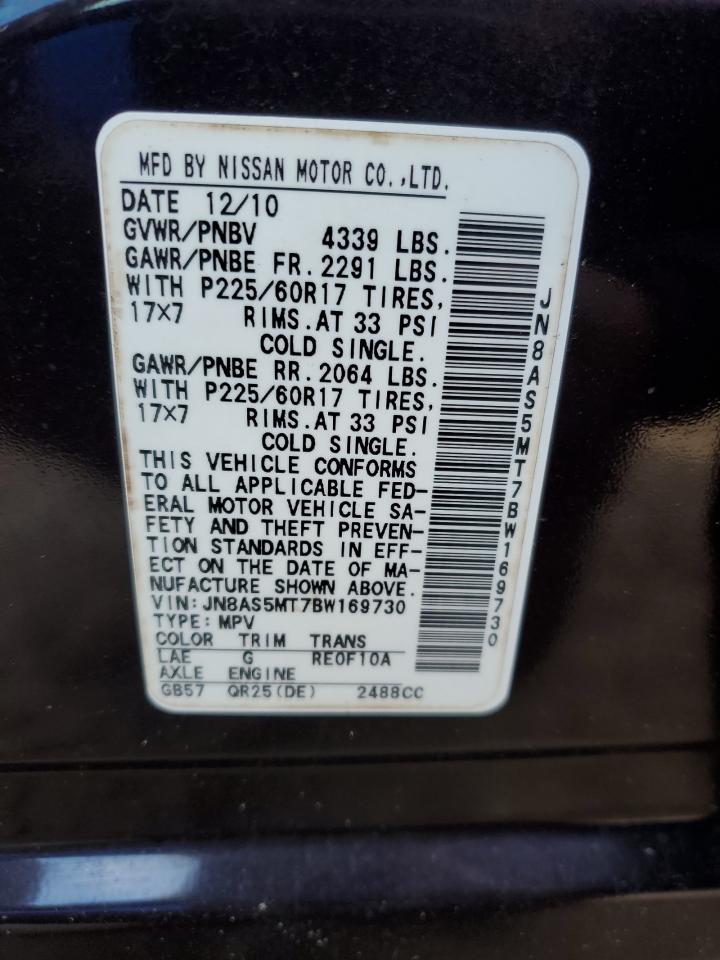 MFD BY NISSAN MOTOR CO.,LTD.
DATE 12/10
GVWR/PNBV 4339 LBS.
GAWR/PNBE FR.2291 LBS.
WITH P225/60R17 TIRES,
17×7 RIMS.AT 33 PSI
COLD SINGLE.
GAWR/PNBE RR.2064 LBS.
WITH P225/60R17 TIRES,
17×7 RIMS.AT 33 PSI
COLD SINGLE.
THIS VEHICLE CONFORMS
TO ALL APPLICABLE FED-
ERAL MOTOR VEHICLE SA-
FETY AND THEFT PREVEN-
TION STANDARDS IN EFF-
ECT ON THE DATE OF MA-
NUFACTURE SHOWN ABOVE.
VIN:JN8AS5MT7BW169730
TYPE:MPV
COLOR TRIM TRANS
LAE G RE0F10A
AXLE ENGINE
GB57 QR25(DE) 2488CC
JN8AS5MT7BW169730